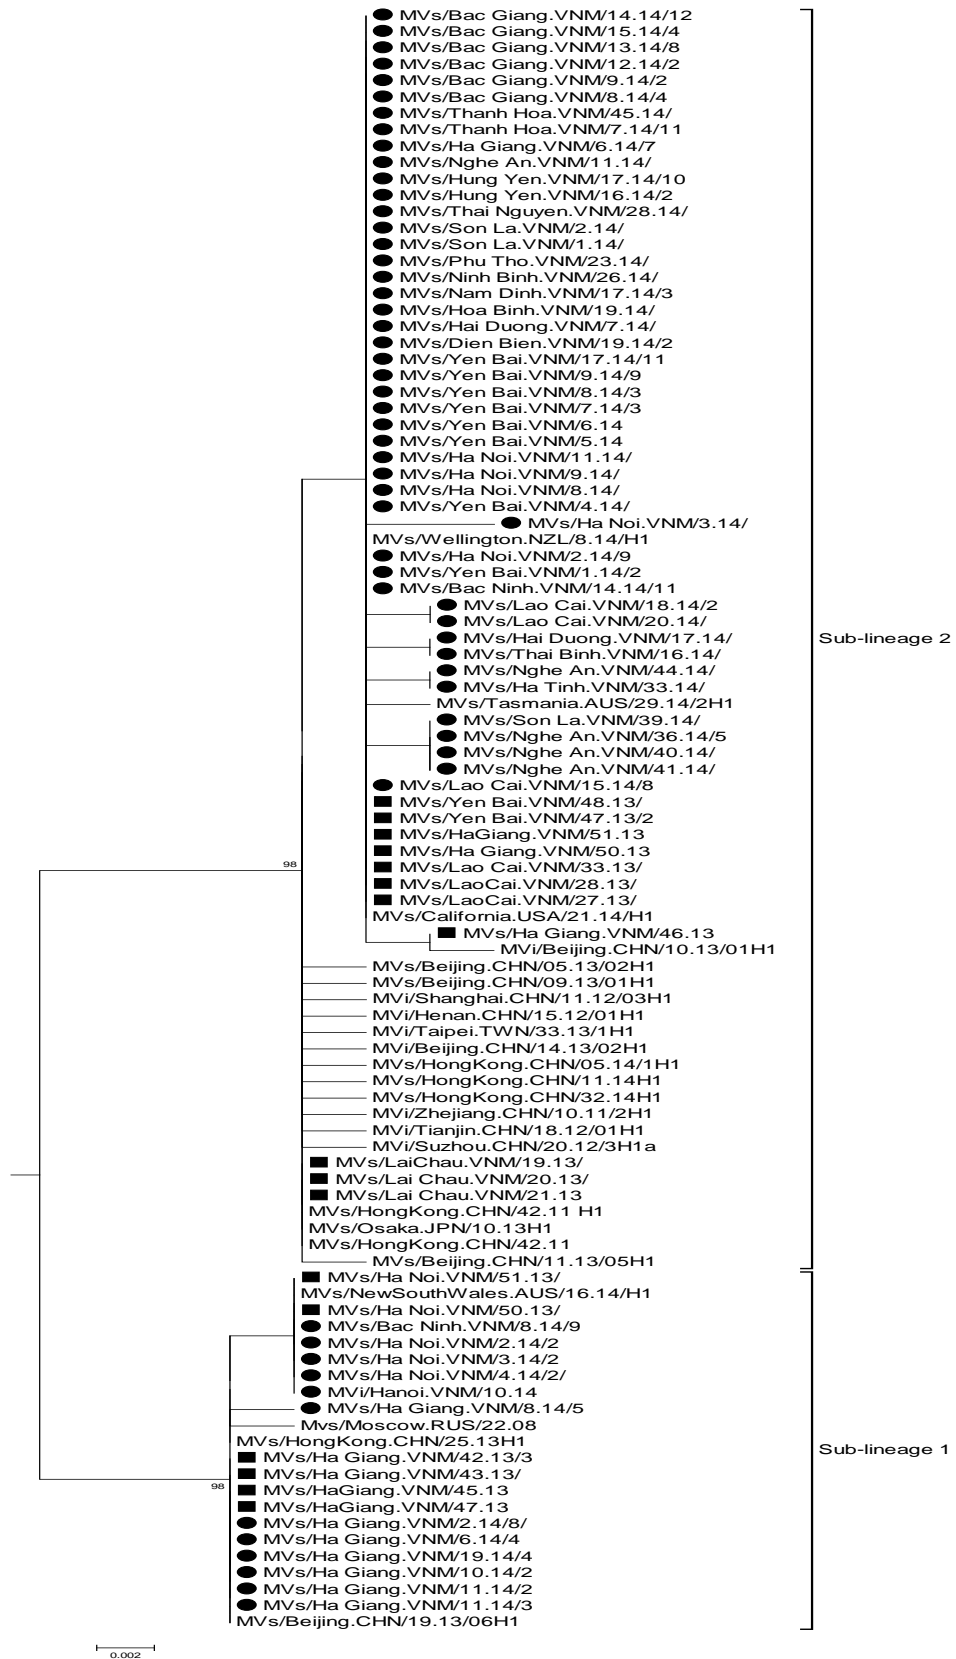 MVs/Bac Giang.VNM/14.14/12
MVs/Bac Giang.VNM/15.14/4
MVs/Bac Giang.VNM/13.14/8
MVs/Bac Giang.VNM/12.14/2
MVs/Bac Giang.VNM/9.14/2
MVs/Bac Giang.VNM/8.14/4
MVs/Thanh Hoa.VNM/45.14/
MVs/Thanh Hoa.VNM/7.14/11
MVs/Ha Giang.VNM/6.14/7
MVs/Nghe An.VNM/11.14/
MVs/Hung Yen.VNM/17.14/10
MVs/Hung Yen.VNM/16.14/2
MVs/Thai Nguyen.VNM/28.14/
MVs/Son La.VNM/2.14/
MVs/Son La.VNM/1.14/
MVs/Phu Tho.VNM/23.14/
MVs/Ninh Binh.VNM/26.14/
MVs/Nam Dinh.VNM/17.14/3
MVs/Hoa Binh.VNM/19.14/
MVs/Hai Duong.VNM/7.14/
MVs/Dien Bien.VNM/19.14/2
MVs/Yen Bai.VNM/17.14/11
MVs/Yen Bai.VNM/9.14/9
MVs/Yen Bai.VNM/8.14/3
MVs/Yen Bai.VNM/7.14/3
MVs/Yen Bai.VNM/6.14
MVs/Yen Bai.VNM/5.14
MVs/Ha Noi.VNM/11.14/
MVs/Ha Noi.VNM/9.14/
MVs/Ha Noi.VNM/8.14/
MVs/Yen Bai.VNM/4.14/
MVs/Ha Noi.VNM/3.14/
MVs/Wellington.NZL/8.14/H1
MVs/Ha Noi.VNM/2.14/9
MVs/Yen Bai.VNM/1.14/2
MVs/Bac Ninh.VNM/14.14/11
MVs/Lao Cai.VNM/18.14/2
MVs/Lao Cai.VNM/20.14/
MVs/Hai Duong.VNM/17.14/
Sub-lineage 2
MVs/Thai Binh.VNM/16.14/
MVs/Nghe An.VNM/44.14/
MVs/Ha Tinh.VNM/33.14/
MVs/Tasmania.AUS/29.14/2H1
MVs/Son La.VNM/39.14/
MVs/Nghe An.VNM/36.14/5
MVs/Nghe An.VNM/40.14/
MVs/Nghe An.VNM/41.14/
MVs/Lao Cai.VNM/15.14/8
MVs/Yen Bai.VNM/48.13/
MVs/Yen Bai.VNM/47.13/2
MVs/HaGiang.VNM/51.13
MVs/Ha Giang.VNM/50.13
98
MVs/Lao Cai.VNM/33.13/
MVs/LaoCai.VNM/28.13/
MVs/LaoCai.VNM/27.13/
MVs/California.USA/21.14/H1
MVs/Ha Giang.VNM/46.13
MVi/Beijing.CHN/10.13/01H1
MVs/Beijing.CHN/05.13/02H1
MVs/Beijing.CHN/09.13/01H1
MVi/Shanghai.CHN/11.12/03H1
MVi/Henan.CHN/15.12/01H1
MVi/Taipei.TWN/33.13/1H1
MVi/Beijing.CHN/14.13/02H1
MVs/HongKong.CHN/05.14/1H1
MVs/HongKong.CHN/11.14H1
MVs/HongKong.CHN/32.14H1
MVi/Zhejiang.CHN/10.11/2H1
MVi/Tianjin.CHN/18.12/01H1
MVi/Suzhou.CHN/20.12/3H1a
MVs/LaiChau.VNM/19.13/
MVs/Lai Chau.VNM/20.13/
MVs/Lai Chau.VNM/21.13
MVs/HongKong.CHN/42.11 H1
MVs/Osaka.JPN/10.13H1
MVs/HongKong.CHN/42.11
MVs/Beijing.CHN/11.13/05H1
MVs/Ha Noi.VNM/51.13/
MVs/NewSouthWales.AUS/16.14/H1
MVs/Ha Noi.VNM/50.13/
MVs/Bac Ninh.VNM/8.14/9
MVs/Ha Noi.VNM/2.14/2
MVs/Ha Noi.VNM/3.14/2
MVs/Ha Noi.VNM/4.14/2/
MVi/Hanoi.VNM/10.14
MVs/Ha Giang.VNM/8.14/5
Mvs/Moscow.RUS/22.08
MVs/HongKong.CHN/25.13H1
Sub-lineage 1
MVs/Ha Giang.VNM/42.13/3
MVs/Ha Giang.VNM/43.13/
98
MVs/HaGiang.VNM/45.13
MVs/HaGiang.VNM/47.13
MVs/Ha Giang.VNM/2.14/8/
MVs/Ha Giang.VNM/6.14/4
MVs/Ha Giang.VNM/19.14/4
MVs/Ha Giang.VNM/10.14/2
MVs/Ha Giang.VNM/11.14/2
MVs/Ha Giang.VNM/11.14/3
MVs/Beijing.CHN/19.13/06H1
0.002